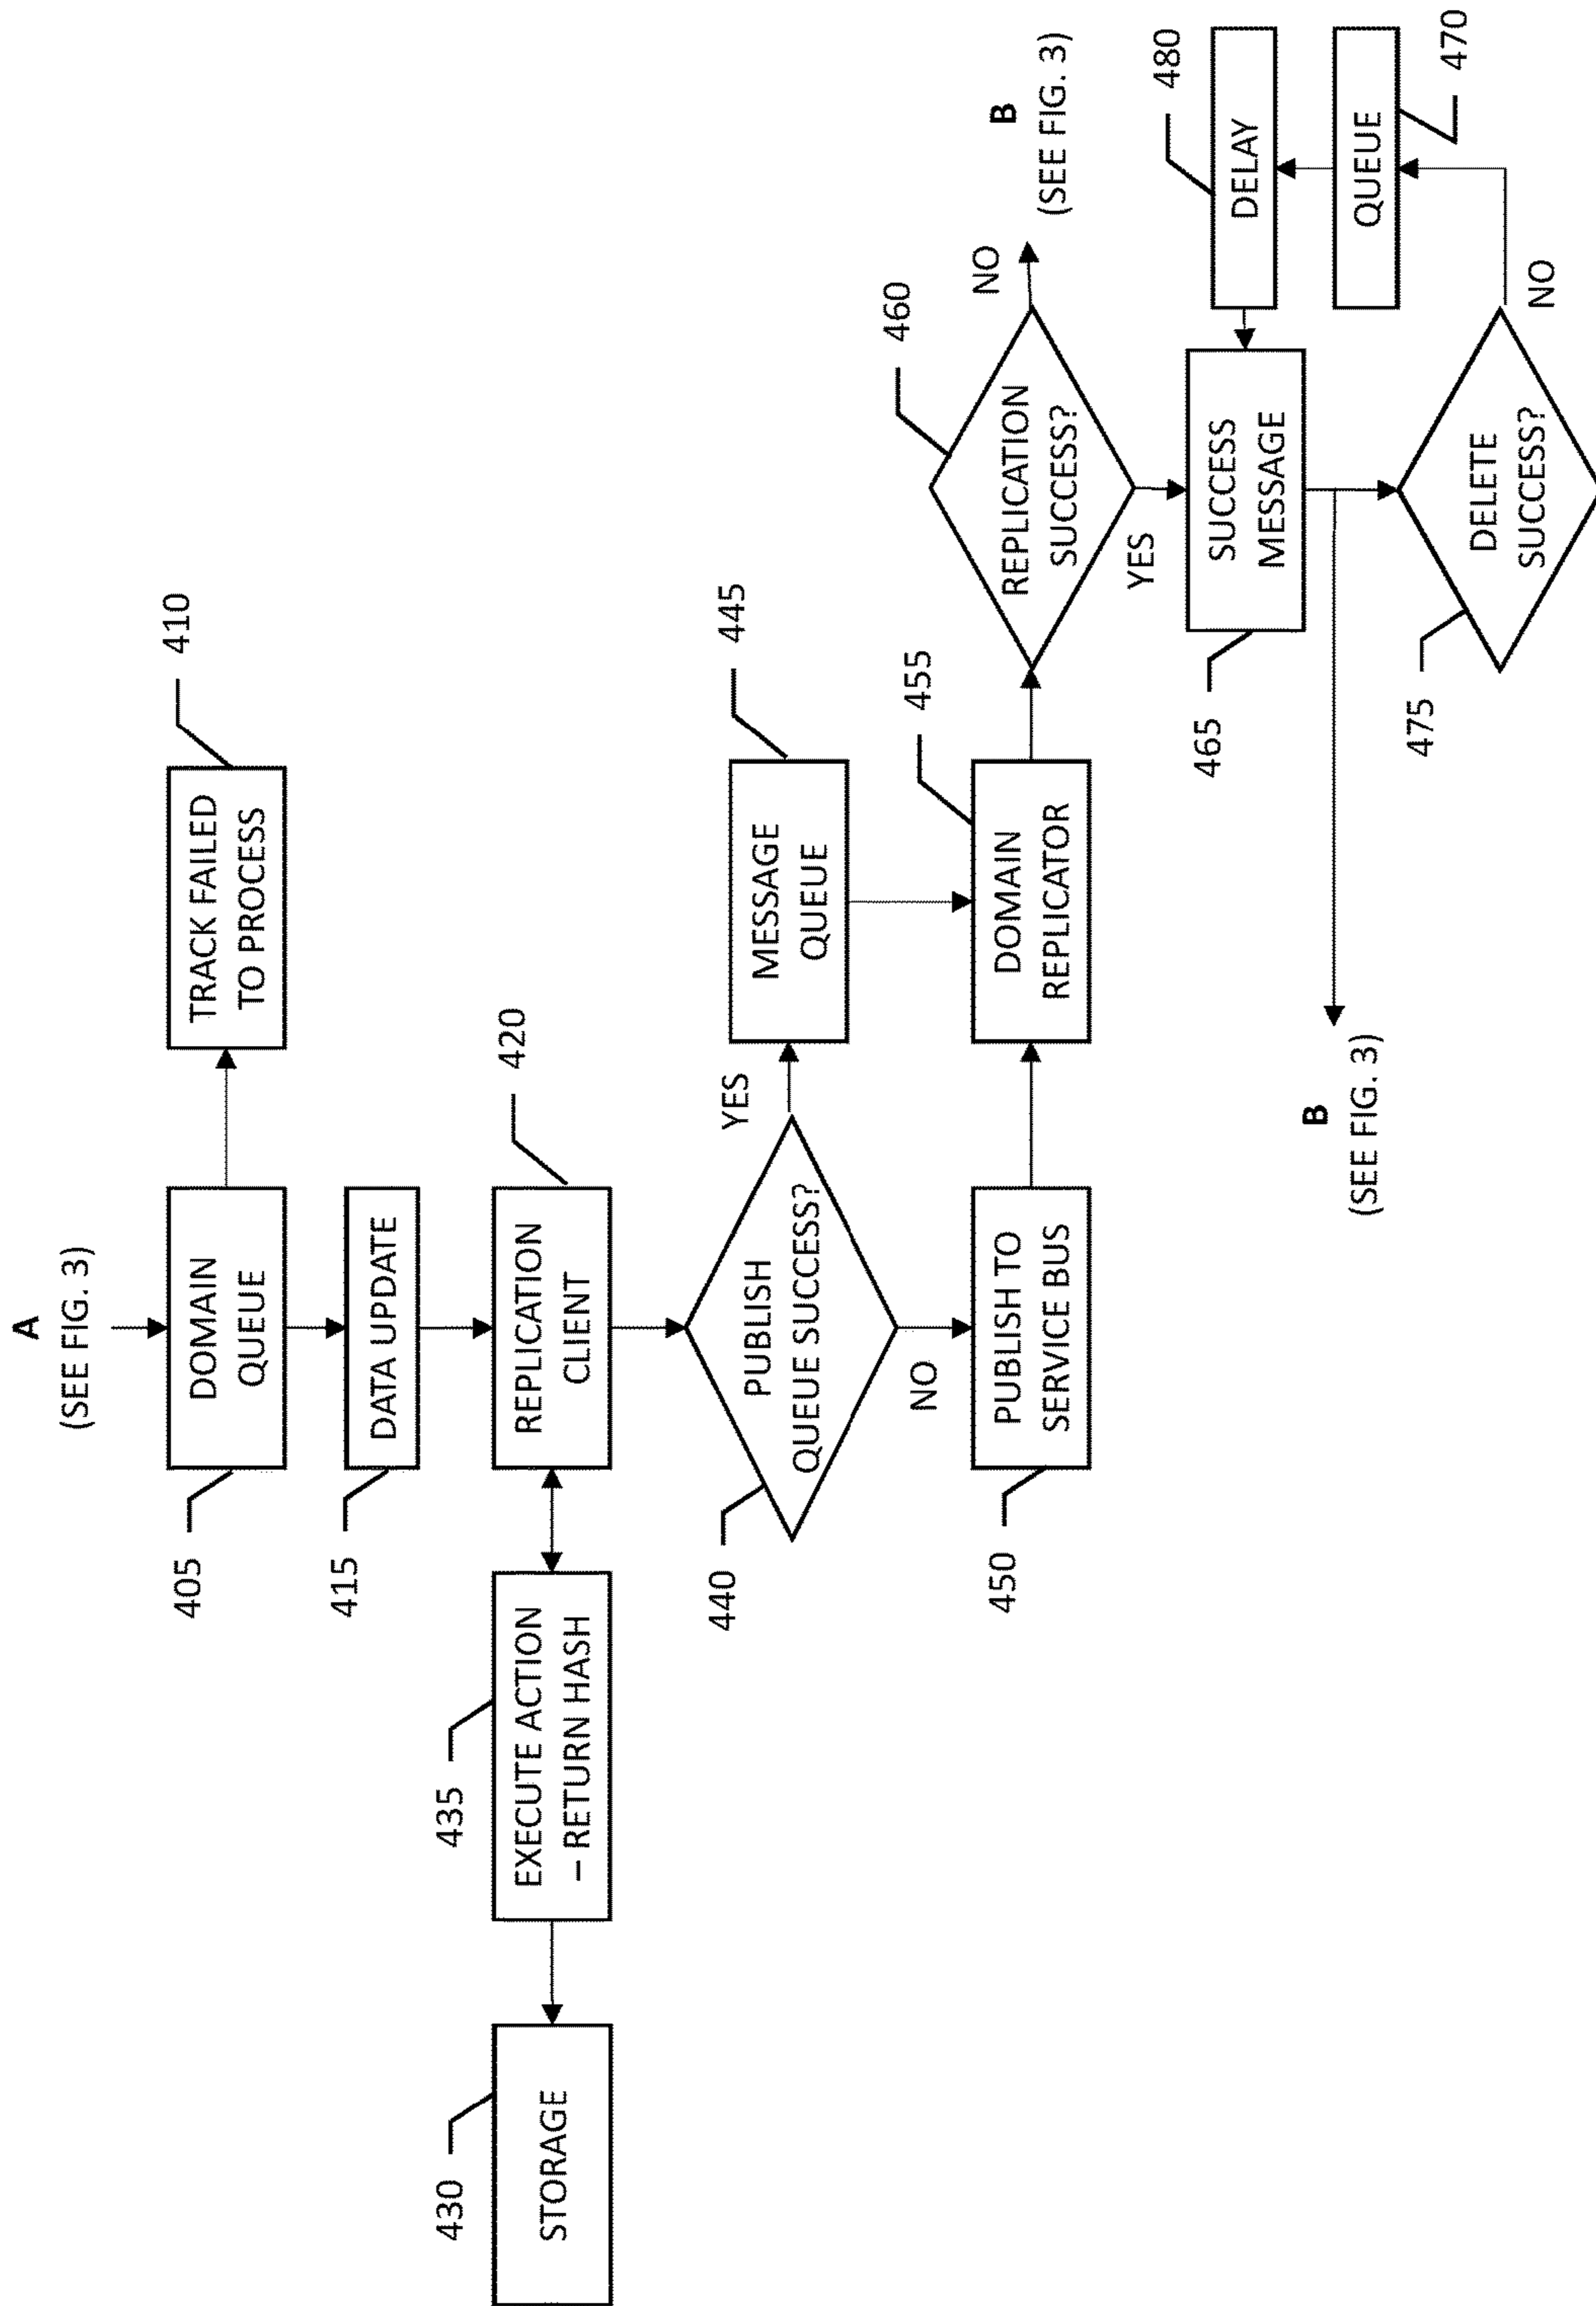 A
(SEE FIG. 3)
405
DOMAIN
QUEUE
TRACK FAILED
TO PROCESS
410
415
DATA UPDATE
430
STORAGE
435
EXECUTE ACTION
– RETURN HASH
REPLICATION
CLIENT
420
440
PUBLISH
QUEUE SUCCESS?
YES
MESSAGE
QUEUE
445
NO
450
PUBLISH TO
SERVICE BUS
DOMAIN
REPLICATOR
455
REPLICATION
SUCCESS?
460
NO
B
(SEE FIG. 3)
YES
465
SUCCESS
MESSAGE
DELAY
480
QUEUE
470
B
(SEE FIG. 3)
475
DELETE
SUCCESS?
NO